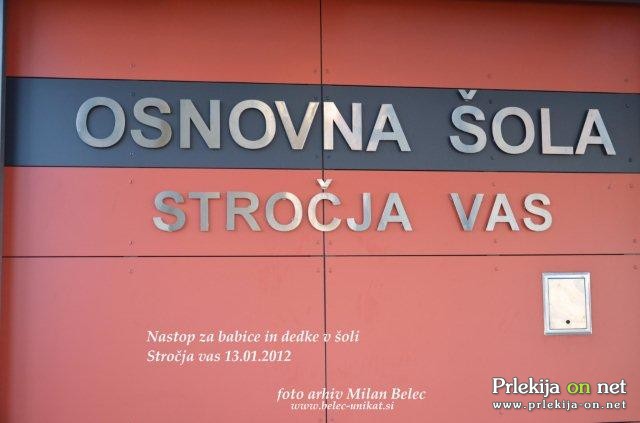 OSNOVNA ŠOLA
STROČJA VAS
Nastop za babice in dedke v šoli
Stročja vas 13.01.2012
foto arhiv Milan Belec
www.belec-unikat.si
Prlekija on net
www.prlekija-on.net